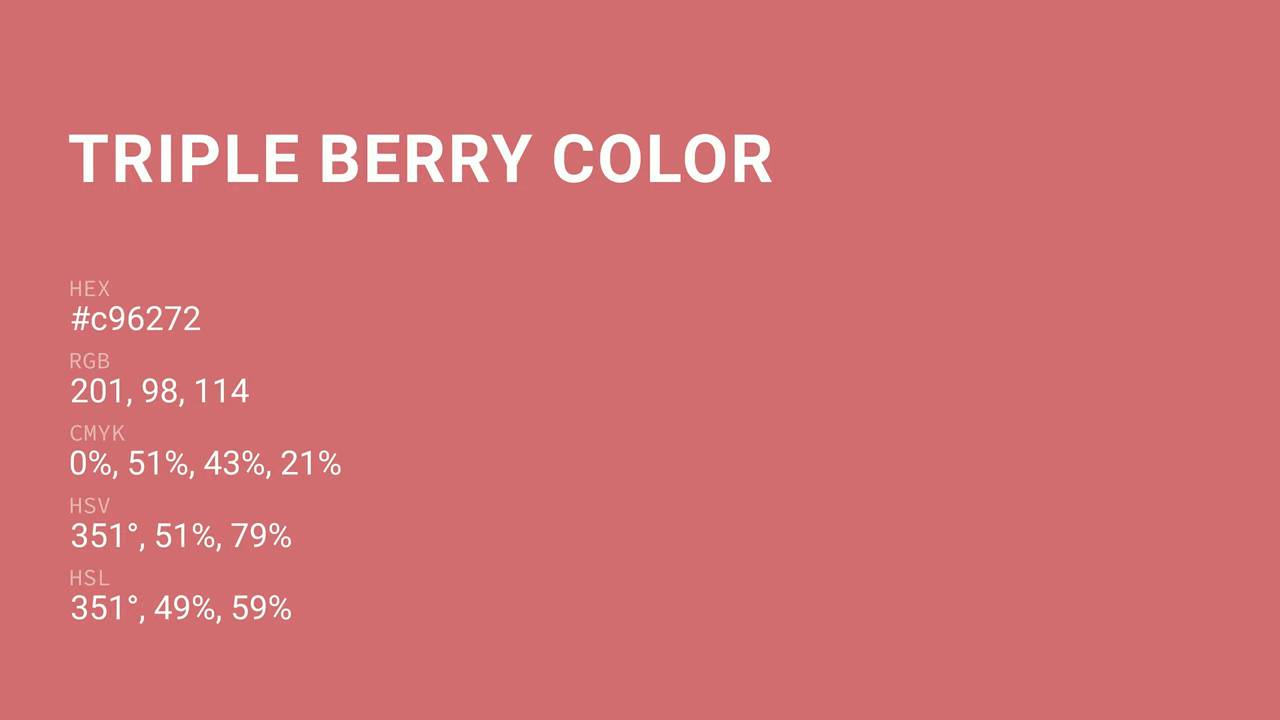 TRIPLE BERRY COLOR
HEX
#c96272
RGB
201, 98, 114
CMYK
0%, 51%, 43%, 21%
HSV
351°, 51%, 79%
HSL
351°, 49%, 59%